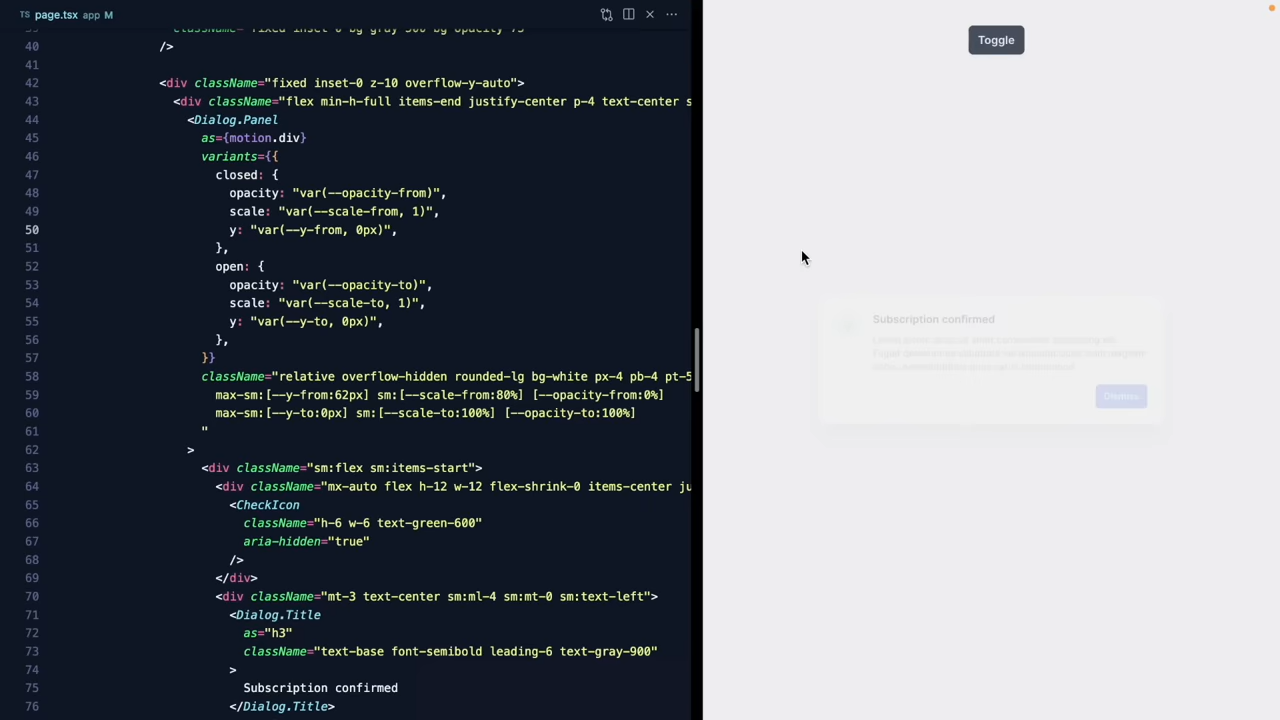 TS page.tsx app M
40 />
41
42 <div className="fixed inset-0 z-10 overflow-y-auto">
43 <div className="flex min-h-full items-end justify-center p-4 text-center s
44 <Dialog.Panel
45 as={motion.div}
46 variants={{
47 closed: {
48 opacity: "var(--opacity-from)",
49 scale: "var(--scale-from, 1)",
50 y: "var(--y-from, 0px)",
51 },
52 open: {
53 opacity: "var(--opacity-to)",
54 scale: "var(--scale-to, 1)",
55 y: "var(--y-to, 0px)",
56 },
57 }}
58 className="relative overflow-hidden rounded-lg bg-white px-4 pb-4 pt-5
59 max-sm:[--y-from:62px] sm:[--scale-from:80%] [--opacity-from:0%]
60 max-sm:[--y-to:0px] sm:[--scale-to:100%] [--opacity-to:100%]
61 "
62 >
63 <div className="sm:flex sm:items-start">
64 <div className="mx-auto flex h-12 w-12 flex-shrink-0 items-center ju
65 <CheckIcon
66 className="h-6 w-6 text-green-600"
67 aria-hidden="true"
68 />
69 </div>
70 <div className="mt-3 text-center sm:ml-4 sm:mt-0 sm:text-left">
71 <Dialog.Title
72 as="h3"
73 className="text-base font-semibold leading-6 text-gray-900"
74 >
75 Subscription confirmed
76 </Dialog.Title>
Toggle
Subscription confirmed
Dismiss